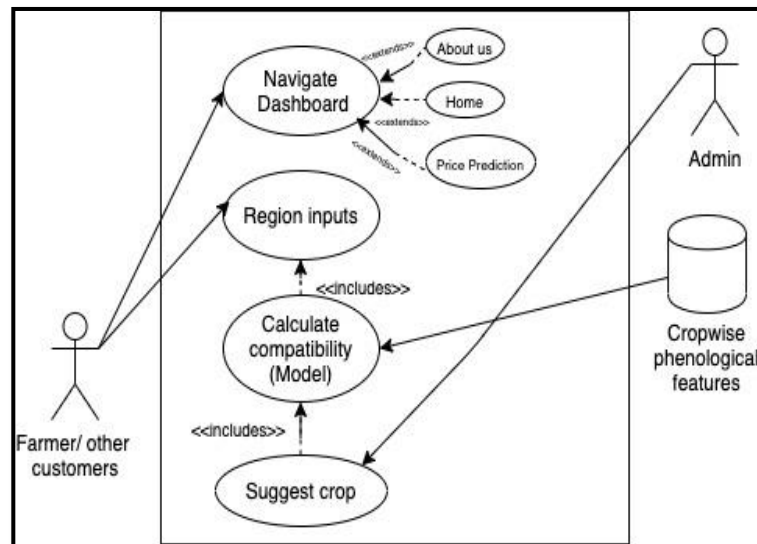 <<extends>>
About us
Navigate
Dashboard
Home
<<extends>>
<<extends>>
Price Prediction
Admin
Region inputs
<<includes>>
Calculate
compatibility
(Model)
Cropwise
phenological
features
<<includes>>
Farmer/ other
customers
Suggest crop